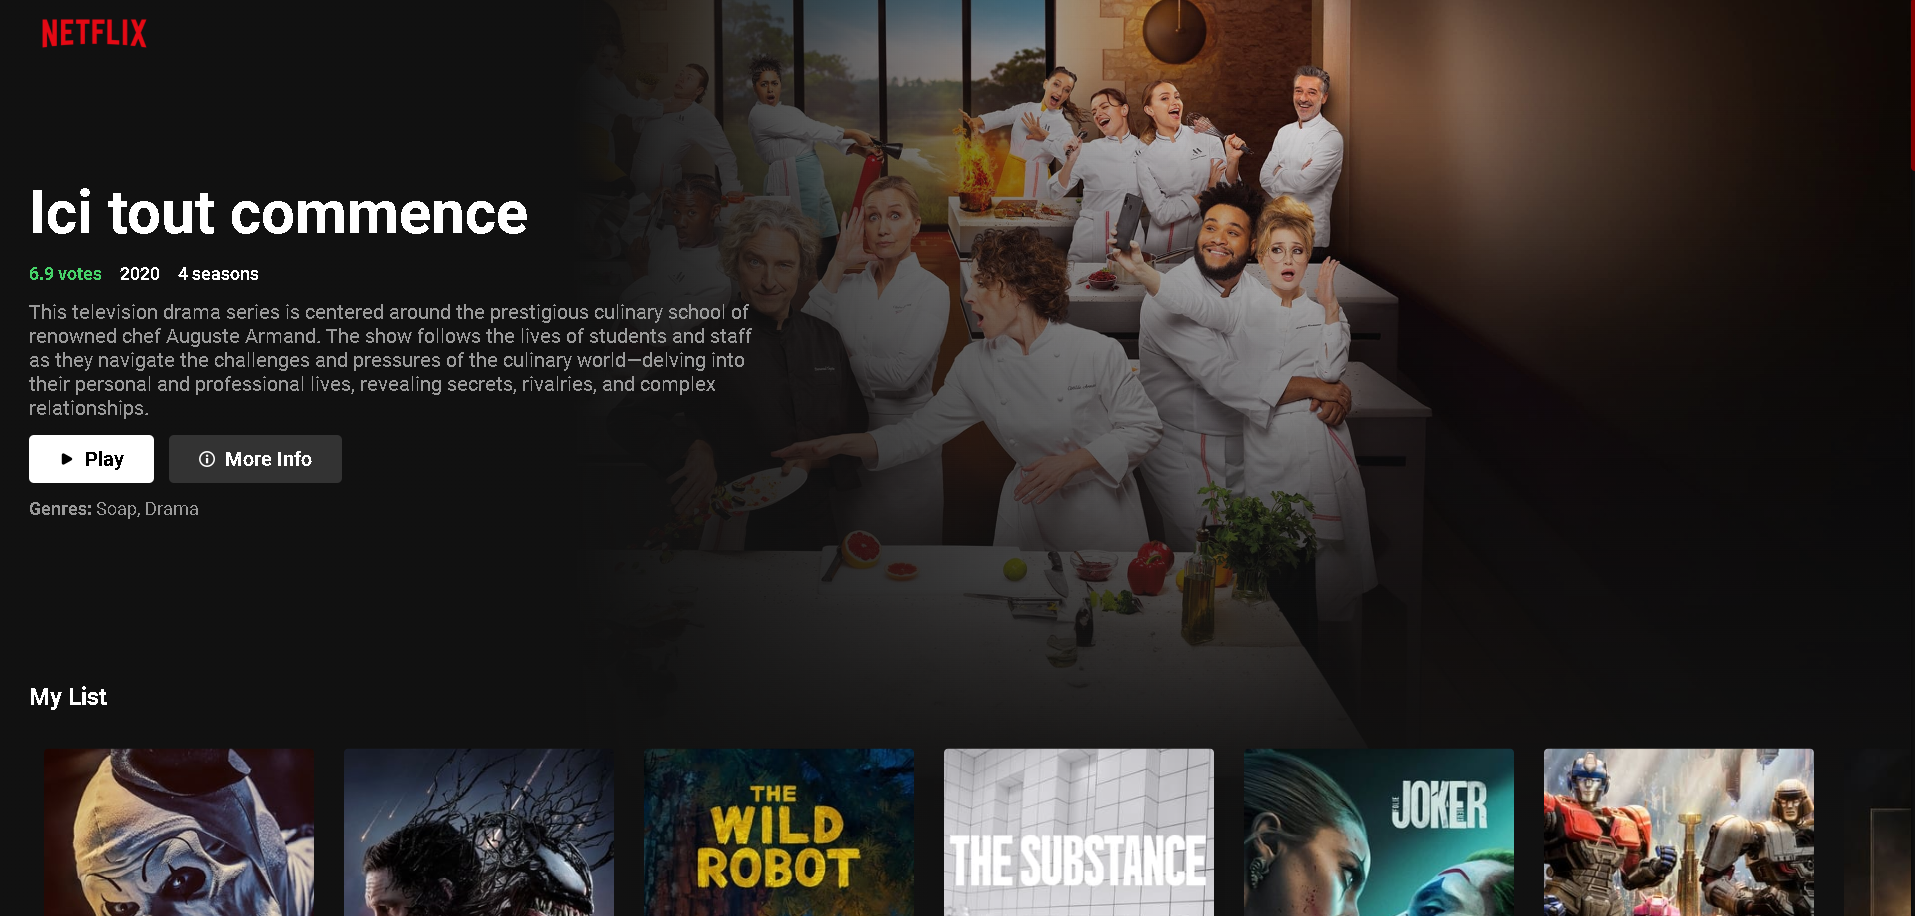 NETFLIX
Ici tout commence
6.9 votes 2020 4 seasons
This television drama series is centered around the prestigious culinary school of
renowned chef Auguste Armand. The show follows the lives of students and staff
as they navigate the challenges and pressures of the culinary world—delving into
their personal and professional lives, revealing secrets, rivalries, and complex
relationships.
Play
More Info
Genres: Soap, Drama
My List
THE
WILD
ROBOT
THE SUBSTANCE
JOKER